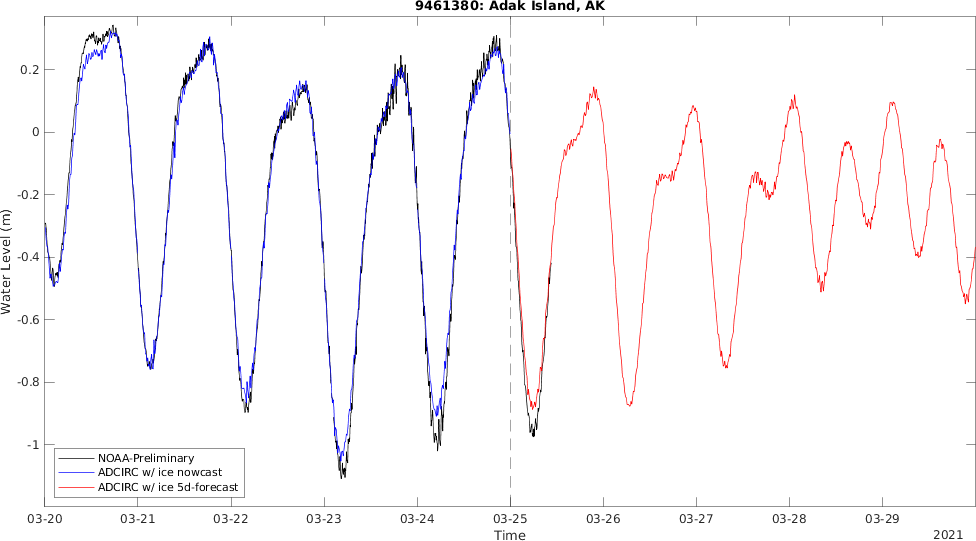 9461380: Adak Island, AK
Water Level (m)
0.2
0
-0.2
-0.4
-0.6
-0.8
-1
NOAA-Preliminary
ADCIRC w/ ice nowcast
ADCIRC w/ ice 5d-forecast
03-20 03-21 03-22 03-23 03-24 03-25 03-26 03-27 03-28 03-29
Time
2021